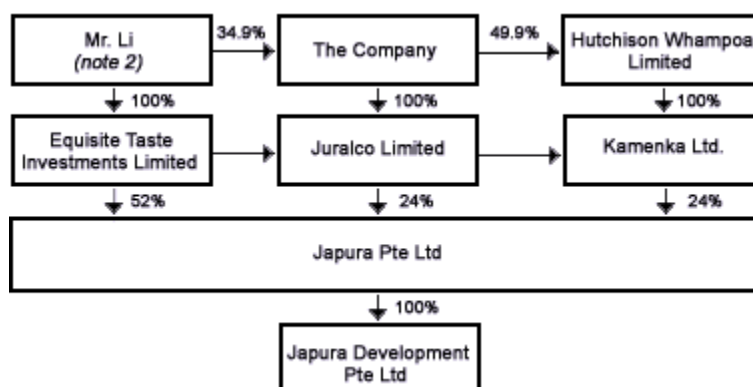 Mr. Li
(note 2)
34.9%
The Company
49.9%
Hutchison Whampoa
Limited
100%
100%
100%
Equisite Taste
Investments Limited
Juralco Limited
Kamenka Ltd.
52%
24%
24%
Japura Pte Ltd
100%
Japura Development
Pte Ltd